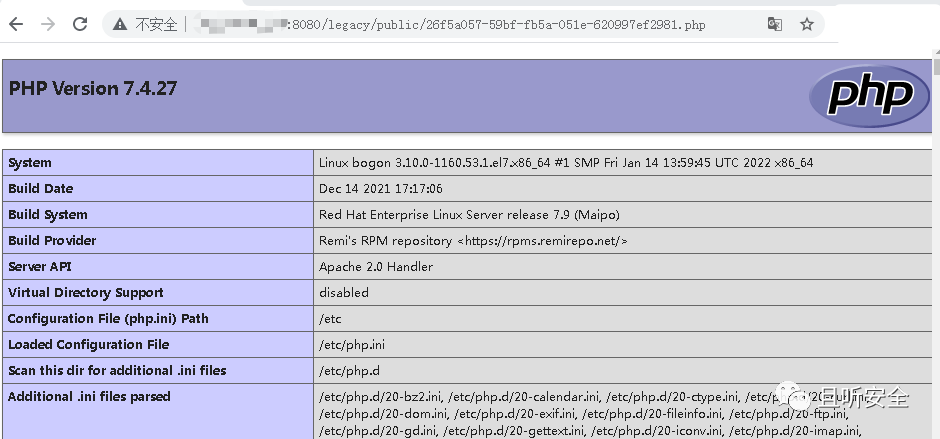 不安全
:8080/legacy/public/26f5a057-59bf-fb5a-051e-620997ef2981.php
PHP Version 7.4.27
php
System Linux bogon 3.10.0-1160.53.1.el7.x86_64 #1 SMP Fri Jan 14 13:59:45 UTC 2022 x86_64
Build Date Dec 14 2021 17:17:06
Build System Red Hat Enterprise Linux Server release 7.9 (Maipo)
Build Provider Remi's RPM repository <https://rpms.remirepo.net/>
Server API Apache 2.0 Handler
Virtual Directory Support disabled
Configuration File (php.ini) Path /etc
Loaded Configuration File /etc/php.ini
Scan this dir for additional .ini files /etc/php.d
Additional .ini files parsed /etc/php.d/20-bz2.ini, /etc/php.d/20-calendar.ini, /etc/php.d/20-ctype.ini,
/etc/php.d/20-dom.ini, /etc/php.d/20-exif.ini, /etc/php.d/20-fileinfo.ini, /etc/php.d/20-ftp.ini,
/etc/php.d/20-gd.ini, /etc/php.d/20-gettext.ini, /etc/php.d/20-iconv.ini, /etc/php.d/20-imap.ini,
且听安全